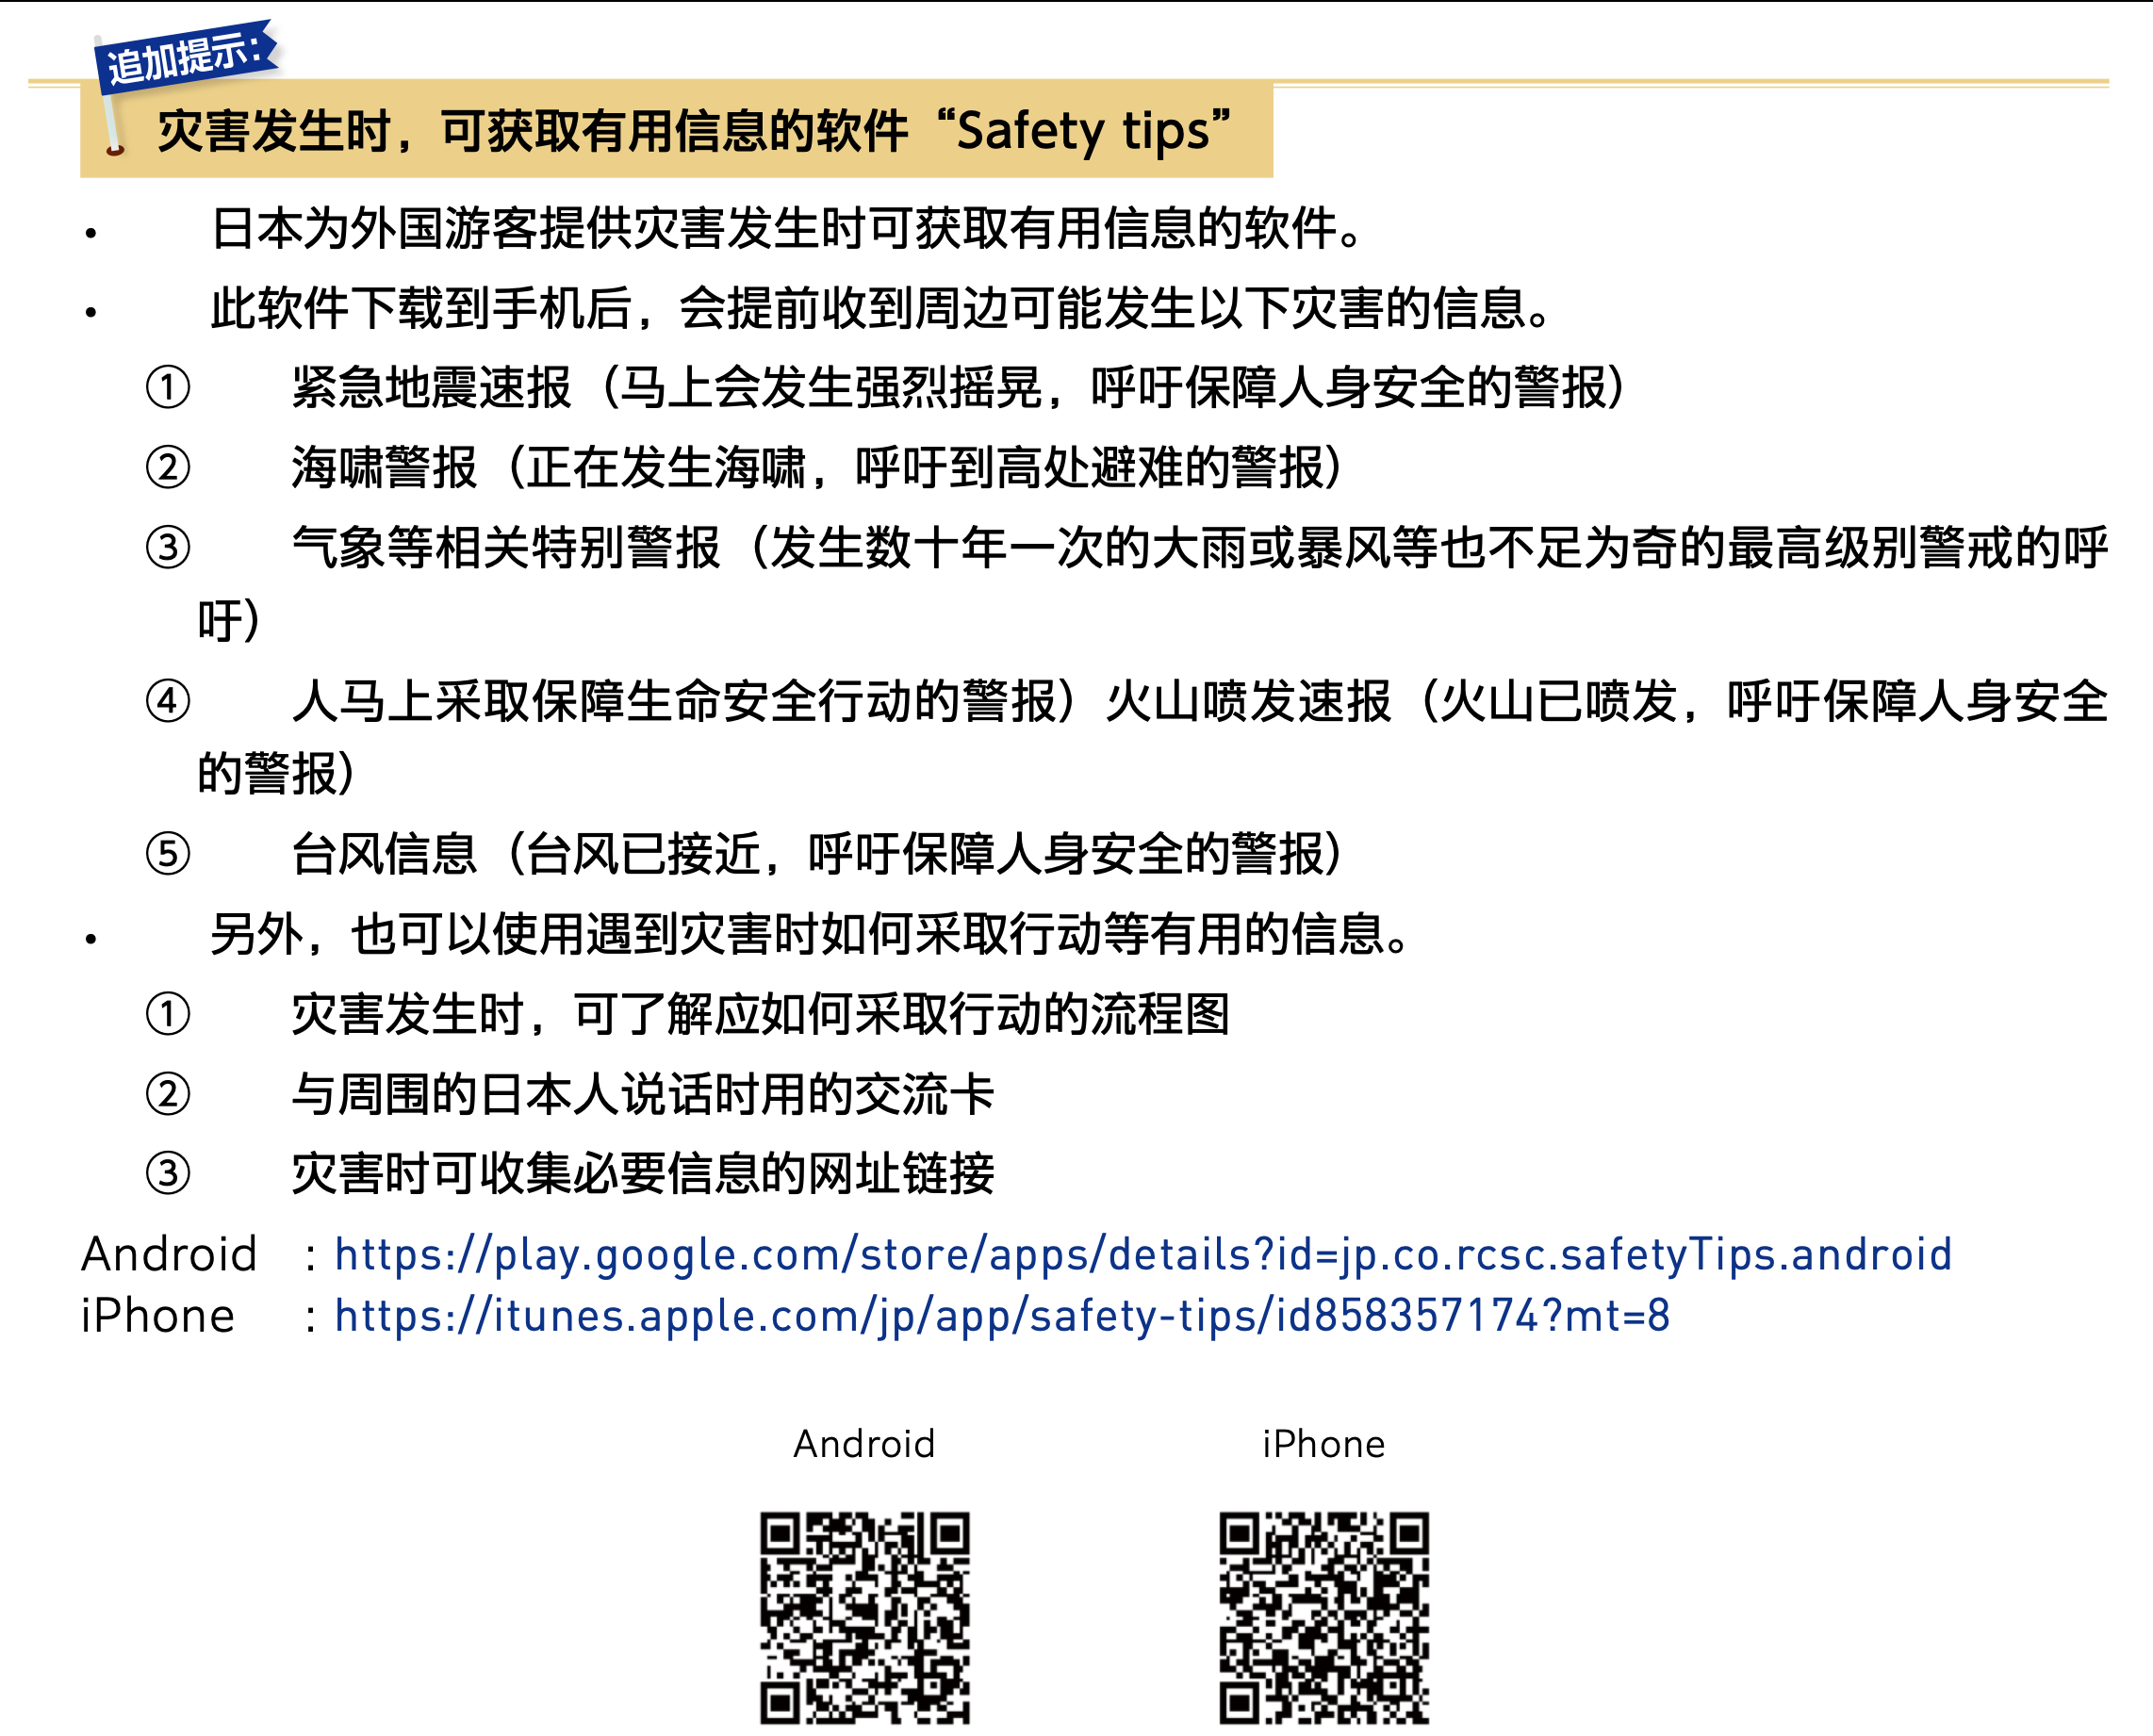 追加提示：
灾害发生时，可获取有用信息的软件“Safety tips”
· 日本为外国游客提供灾害发生时可获取有用信息的软件。
· 此软件下载到手机后，会提前收到周边可能发生以下灾害的信息。
① 紧急地震速报（马上会发生强烈摇晃，呼吁保障人身安全的警报）
② 海啸警报（正在发生海啸，呼吁到高处避难的警报）
③ 气象等相关特别警报（发生数十年一次的大雨或暴风等也不足为奇的最高级别警戒的呼
吁）
④ 人马上采取保障生命安全行动的警报）火山喷发速报（火山已喷发，呼吁保障人身安全
的警报）
⑤ 台风信息（台风已接近，呼吁保障人身安全的警报）
· 另外，也可以使用遇到灾害时如何采取行动等有用的信息。
① 灾害发生时，可了解应如何采取行动的流程图
② 与周围的日本人说话时用的交流卡
③ 灾害时可收集必要信息的网址链接
Android : https://play.google.com/store/apps/details?id=jp.co.rcsc.safetyTips.android
iPhone : https://itunes.apple.com/jp/app/safety-tips/id858357174?mt=8
Android iPhone